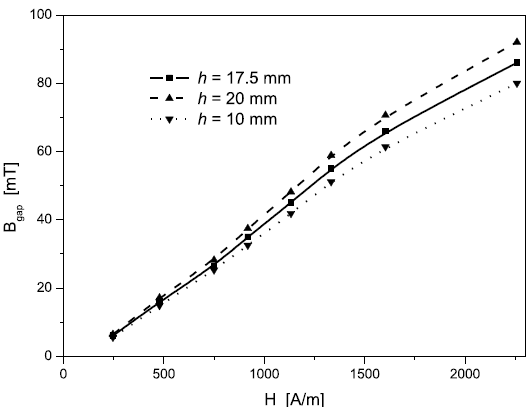 100
80
60
40
20
0
B_gap [mT]
h = 17.5 mm
h = 20 mm
h = 10 mm
0 500 1000 1500 2000
H [A/m]